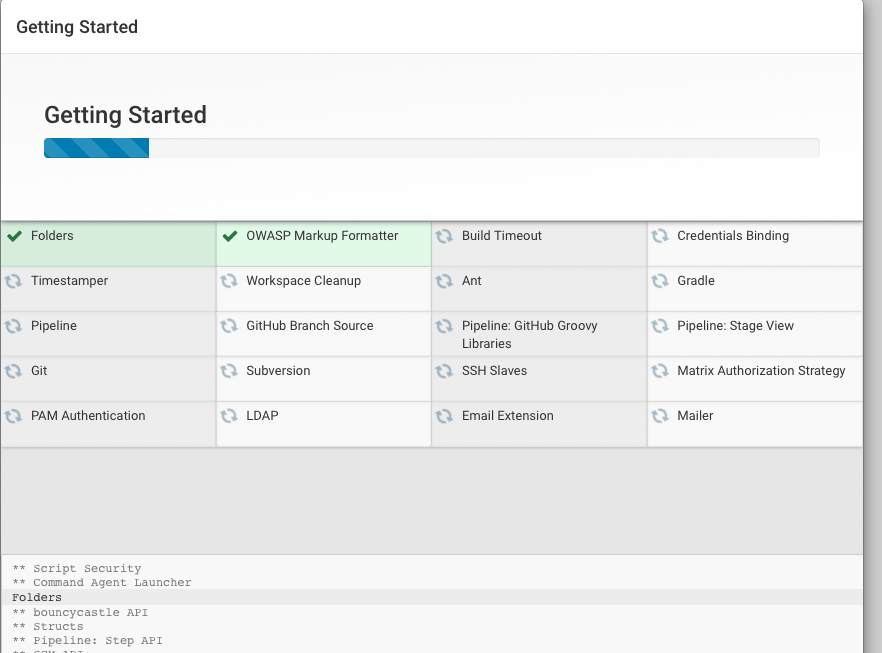 Getting Started
Getting Started
Folders
OWASP Markup Formatter
Build Timeout
Credentials Binding
Timestamper
Workspace Cleanup
Ant
Gradle
Pipeline
GitHub Branch Source
Pipeline: GitHub Groovy
Libraries
Pipeline: Stage View
Git
Subversion
SSH Slaves
Matrix Authorization Strategy
PAM Authentication
LDAP
Email Extension
Mailer
** Script Security
** Command Agent Launcher
Folders
** bouncycastle API
** Structs
** Pipeline: Step API